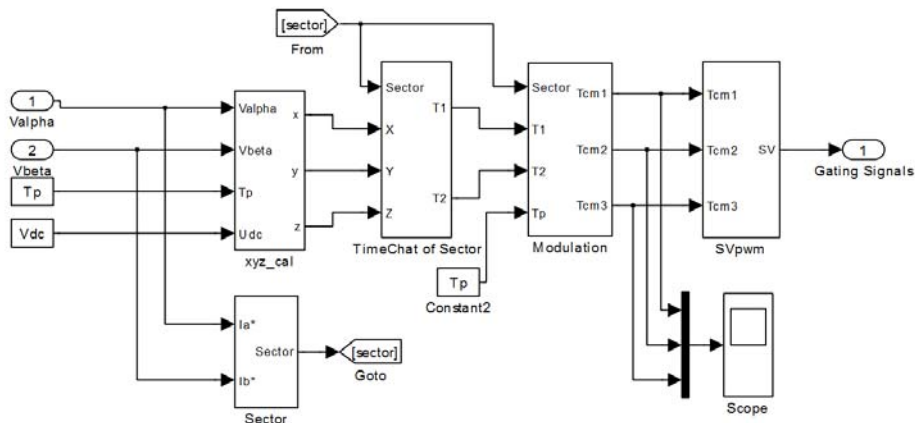 [sector]
From
1
Valpha
2
Vbeta
Tp
Vdc
Valpha
Vbeta
Tp
Udc
x
y
z
xyz_cal
Sector
X
Y
Z
T1
T2
TimeChat of Sector
Tp
Constant2
Sector
T1
T2
Tp
Tcm1
Tcm2
Tcm3
Modulation
Tcm1
Tcm2
Tcm3
SV
SVpwm
1
Gating Signals
Ia*
Ib*
Sector
Sector
[sector]
Goto
Scope